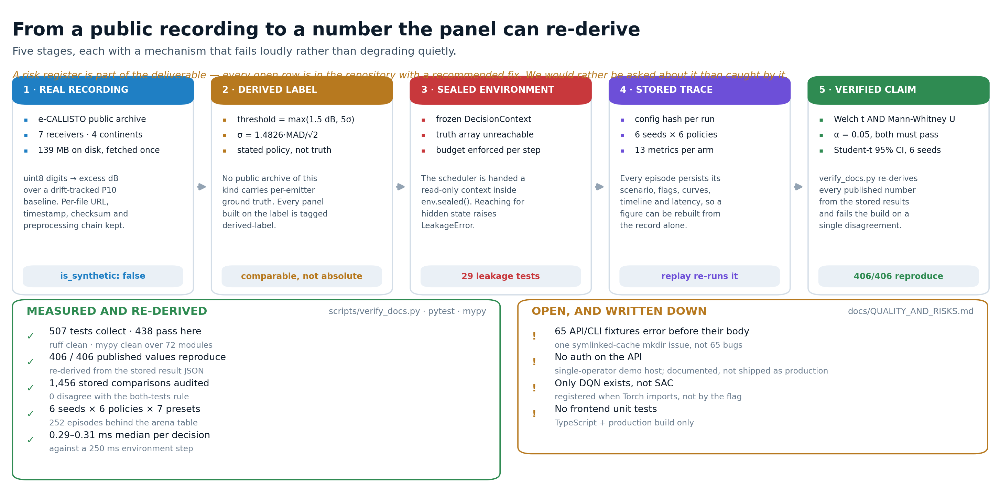 From a public recording to a number the panel can re-derive
Five stages, each with a mechanism that fails loudly rather than degrading quietly.
A risk register is part of the deliverable — every open row is in the repository with a recommended fix. We would rather be asked about it than caught by it.
1 · REAL RECORDING
▪ e-CALLISTO public archive
▪ 7 receivers · 4 continents
▪ 139 MB on disk, fetched once
uint8 digits → excess dB
over a drift-tracked P10
baseline. Per-file URL,
timestamp, checksum and
preprocessing chain kept.
is_synthetic: false
2 · DERIVED LABEL
▪ threshold = max(1.5 dB, 5σ)
▪ σ = 1.4826·MAD/√2
▪ stated policy, not truth
No public archive of this
kind carries per-emitter
ground truth. Every panel
built on the label is tagged
derived-label.
comparable, not absolute
3 · SEALED ENVIRONMENT
▪ frozen DecisionContext
▪ truth array unreachable
▪ budget enforced per step
The scheduler is handed a
read-only context inside
env.sealed(). Reaching for
hidden state raises
LeakageError.
29 leakage tests
4 · STORED TRACE
▪ config hash per run
▪ 6 seeds × 6 policies
▪ 13 metrics per arm
Every episode persists its
scenario, flags, curves,
timeline and latency, so a
figure can be rebuilt from
the record alone.
replay re-runs it
5 · VERIFIED CLAIM
▪ Welch t AND Mann-Whitney U
▪ α = 0.05, both must pass
▪ Student-t 95% CI, 6 seeds
verify_docs.py re-derives
every published number
from the stored results
and fails the build on a
single disagreement.
406/406 reproduce
MEASURED AND RE-DERIVED
scripts/verify_docs.py · pytest · mypy
✓ 507 tests collect · 438 pass here
ruff clean · mypy clean over 72 modules
✓ 406 / 406 published values reproduce
re-derived from the stored result JSON
✓ 1,456 stored comparisons audited
0 disagree with the both-tests rule
✓ 6 seeds × 6 policies × 7 presets
252 episodes behind the arena table
✓ 0.29–0.31 ms median per decision
against a 250 ms environment step
OPEN, AND WRITTEN DOWN
docs/QUALITY_AND_RISKS.md
! 65 API/CLI fixtures error before their body
one symlinked-cache mkdir issue, not 65 bugs
! No auth on the API
single-operator demo host; documented, not shipped as production
! Only DQN exists, not SAC
registered when Torch imports, not by the flag
! No frontend unit tests
TypeScript + production build only